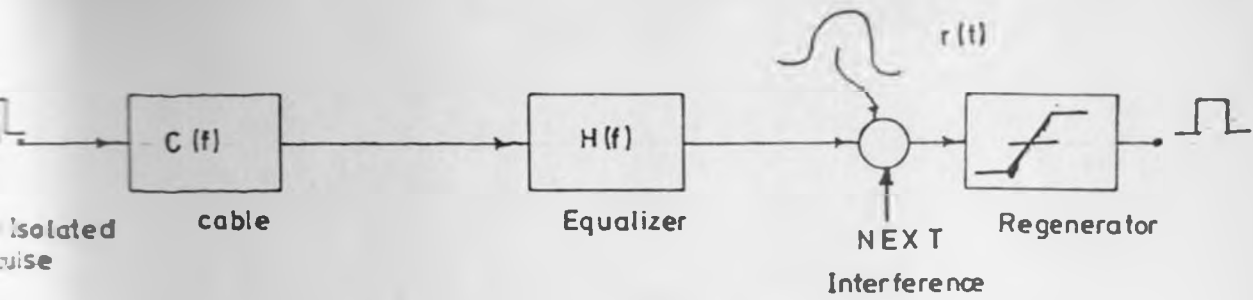 r(t)
C(f)
H(f)
cable
Equalizer
Regenerator
Isolated
NEXT
Interference